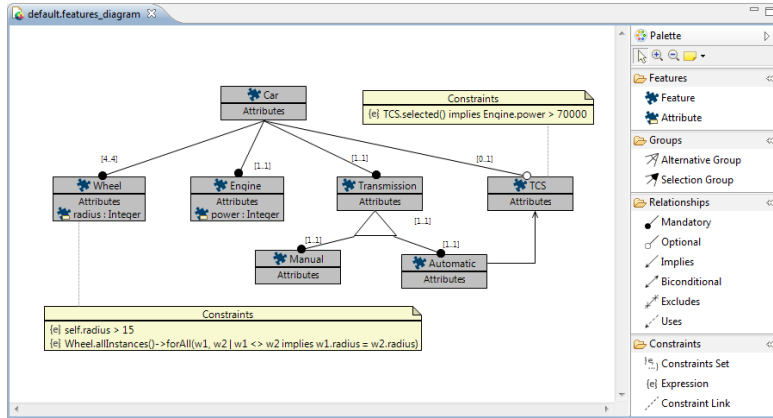 default.features_diagram
Car
Attributes
Constraints
{e} TCS.selected() implies Engine.power > 70000
[4..4]
[1..1]
[1..1]
[0..1]
Wheel
Attributes
radius : Integer
Engine
Attributes
power : Integer
Transmission
Attributes
TCS
Attributes
[1..1]
[1..1]
[1..1]
Manual
Attributes
Automatic
Attributes
Constraints
{e} self.radius > 15
{e} Wheel.allInstances()->forAll(w1, w2 | w1 <> w2 implies w1.radius = w2.radius)
Palette
Features
Feature
Attribute
Groups
Alternative Group
Selection Group
Relationships
Mandatory
Optional
Implies
Biconditional
Excludes
Uses
Constraints
Constraints Set
{e} Expression
Constraint Link